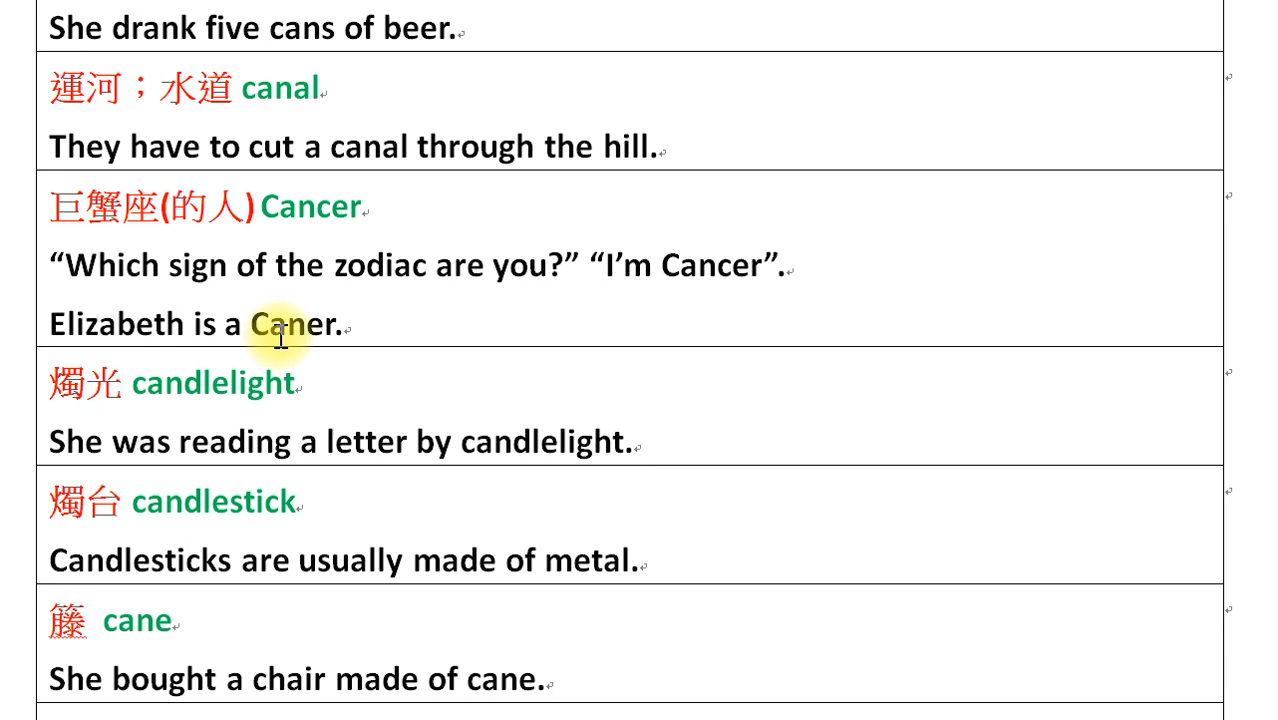 She drank five cans of beer.
運河；水道 canal
They have to cut a canal through the hill.
巨蟹座(的人) Cancer
“Which sign of the zodiac are you?” “I’m Cancer”.
Elizabeth is a Caner.
燭光 candlelight
She was reading a letter by candlelight.
燭台 candlestick
Candlesticks are usually made of metal.
籐 cane
She bought a chair made of cane.